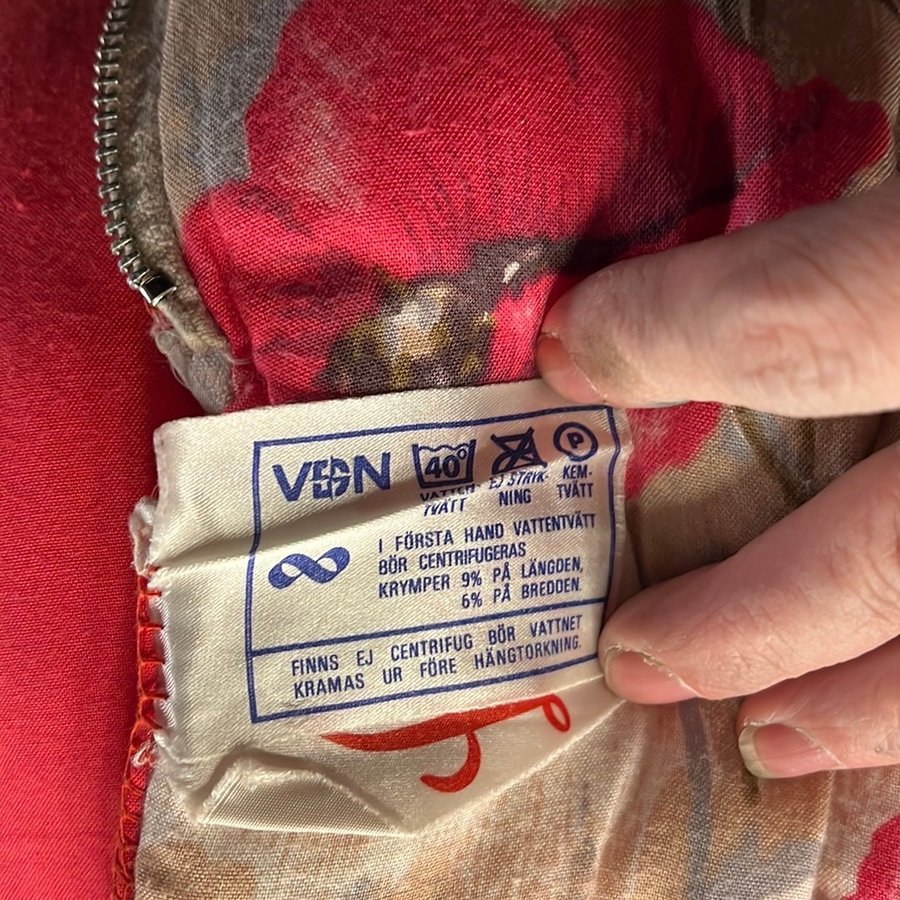 VDN 40° P
VATTEN- EJ STRYK- KEM-
TVÄTT NING TVÄTT
I FÖRSTA HAND VATTENTVÄTT
BÖR CENTRIFUGERAS
KRYMPER 9% PÅ LÄNGDEN,
6% PÅ BREDDEN.
FINNS EJ CENTRIFUG BÖR VATTNET
KRAMAS UR FÖRE HÄNGTORKNING.